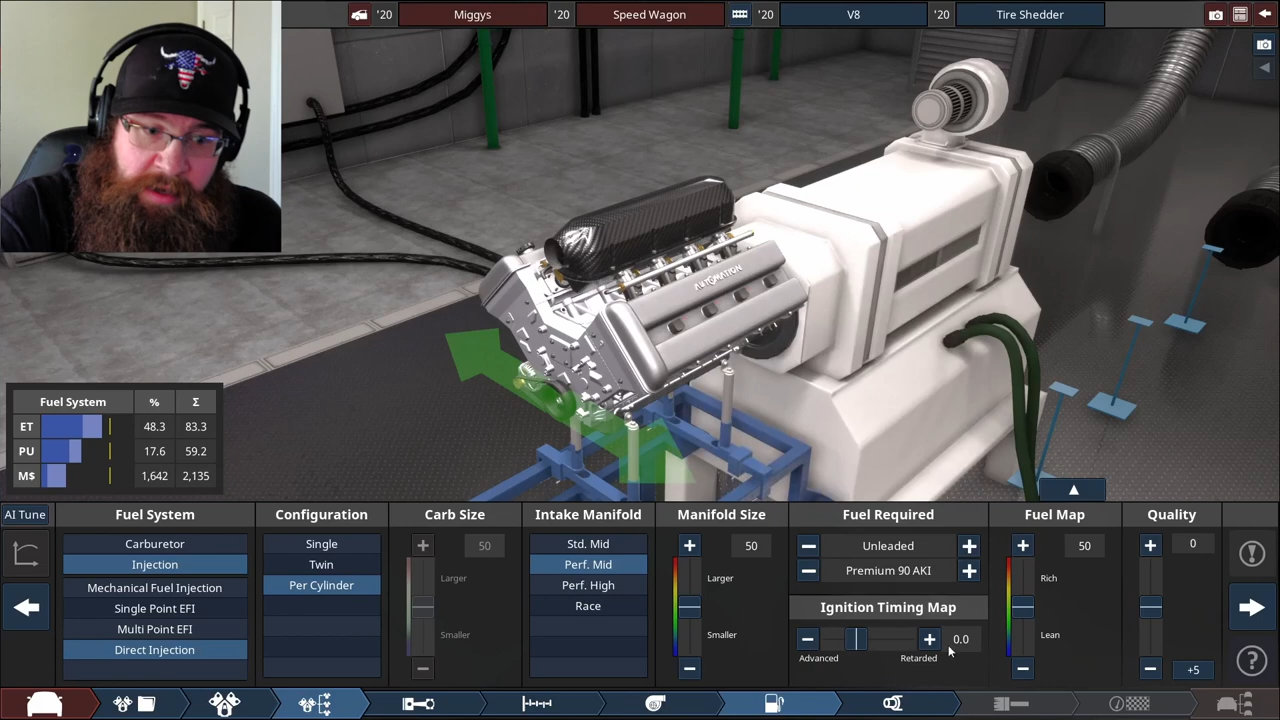 '20 Miggys '20 Speed Wagon '20 V8 '20 Tire Shedder
AUTOMATION
Fuel System % Σ
ET 48.3 83.3
PU 17.6 59.2
M$ 1,642 2,135
AI Tune
Fuel System
Carburetor
Injection
Mechanical Fuel Injection
Single Point EFI
Multi Point EFI
Direct Injection
Configuration
Single
Twin
Per Cylinder
Carb Size
50
Larger
Smaller
Intake Manifold
Std. Mid
Perf. Mid
Perf. High
Race
Manifold Size
50
Larger
Smaller
Fuel Required
Unleaded
Premium 90 AKI
Ignition Timing Map
0.0
Advanced Retarded
Fuel Map
50
Rich
Lean
Quality
0
+5